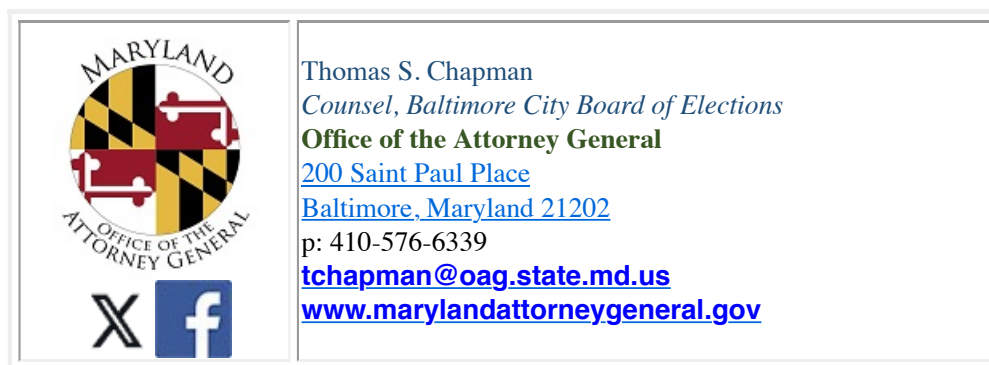 MARYLAND
OFFICE OF THE
ATTORNEY GENERAL
Thomas S. Chapman
Counsel, Baltimore City Board of Elections
Office of the Attorney General
200 Saint Paul Place
Baltimore, Maryland 21202
p: 410-576-6339
tchapman@oag.state.md.us
www.marylandattorneygeneral.gov